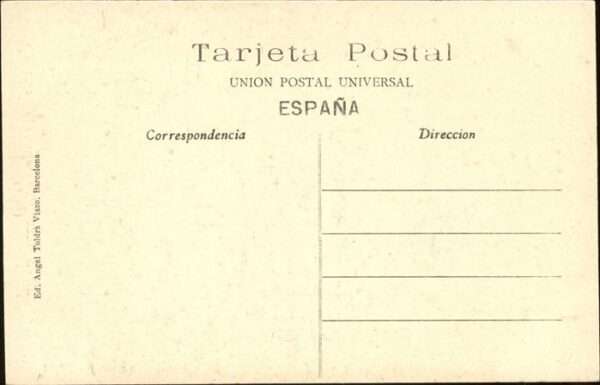 Tarjeta Postal
UNION POSTAL UNIVERSAL
ESPAÑA
Correspondencia
Direccion
Ed. Angel Toldrá Viazo. Barcelona